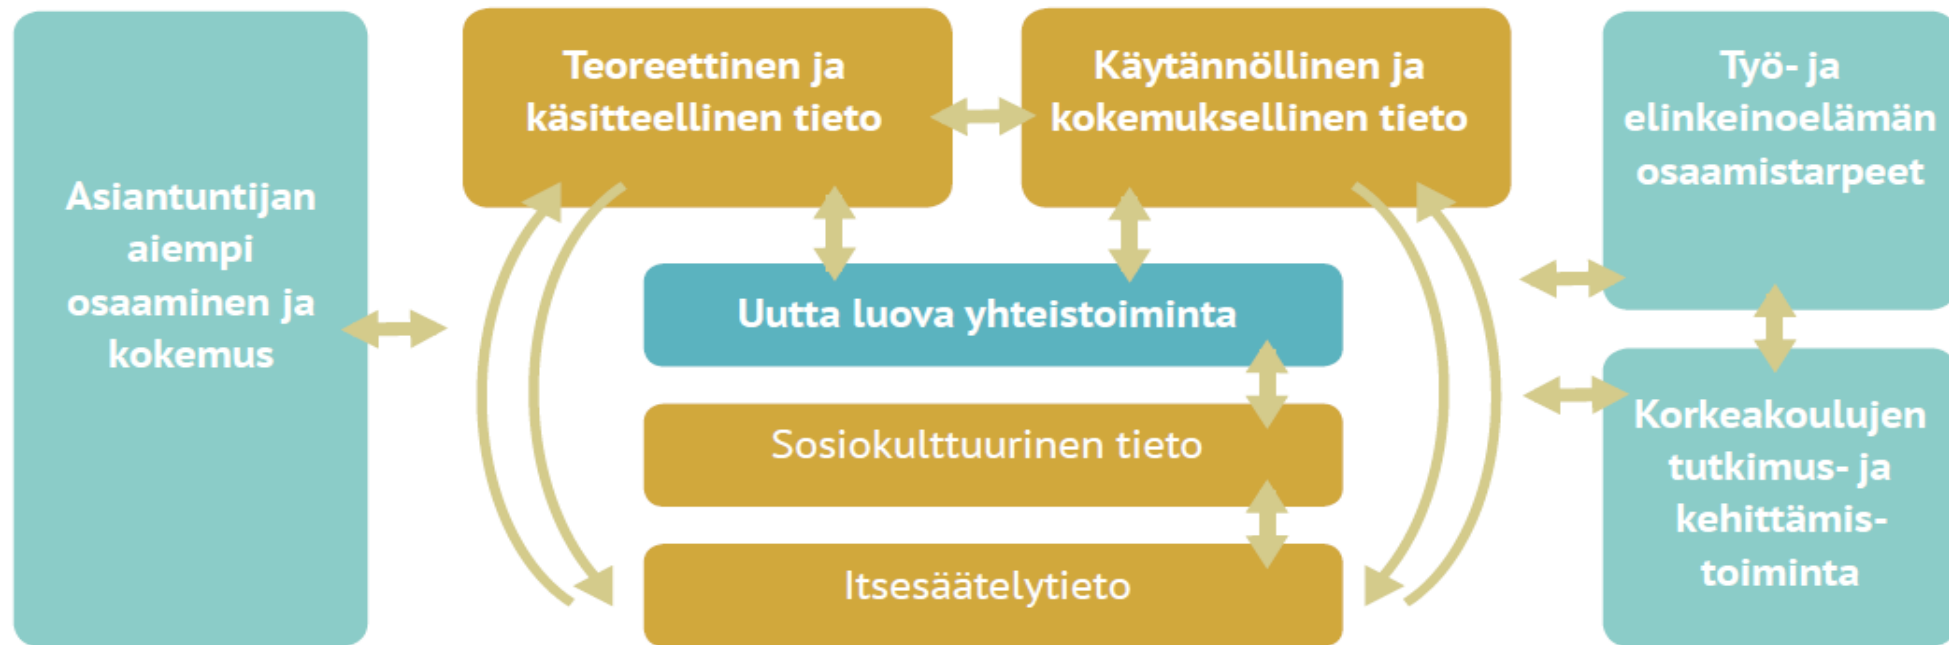 Asiantuntijan
aiempi
osaaminen ja
kokemus
Teoreettinen ja
käsitteellinen tieto
Käytännöllinen ja
kokemuksellinen tieto
Uutta luova yhteistoiminta
Sosiokulttuurinen tieto
Itsesäätelytieto
Työ- ja
elinkeinoelämän
osaamistarpeet
Korkeakoulujen
tutkimus- ja
kehittämis-
toiminta